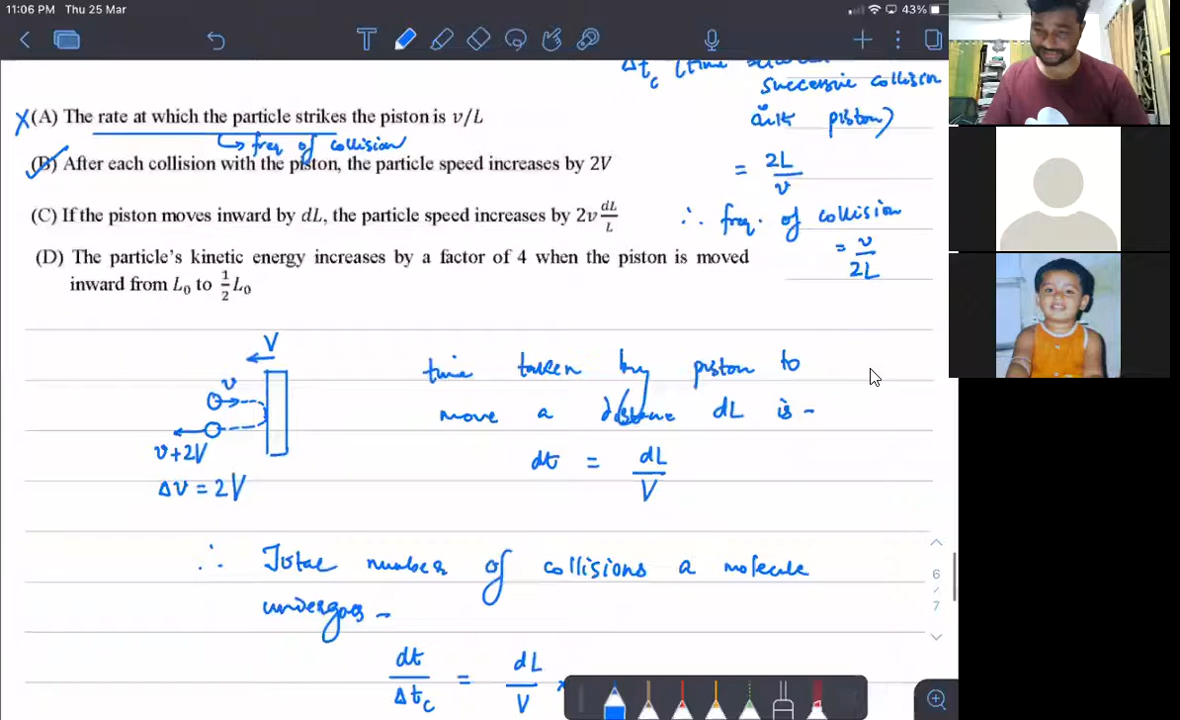 11:06 PM Thu 25 Mar
43%
Δt_c (time between
successive collision
with piston)
X(A) The rate at which the particle strikes the piston is v/L
↳ freq of collision
(B) After each collision with the piston, the particle speed increases by 2V
= 2L/v
(C) If the piston moves inward by dL, the particle speed increases by 2v dL/L
∴ freq. of collision
= v/2L
(D) The particle's kinetic energy increases by a factor of 4 when the piston is moved
inward from L₀ to 1/2 L₀
V
v
v+2V
Δv = 2V
time taken by piston to
move a distance dL is -
dt = dL/V
∴ Total number of collisions a molecule
undergoes -
dt/Δt_c = dL/V ×
6
/
7